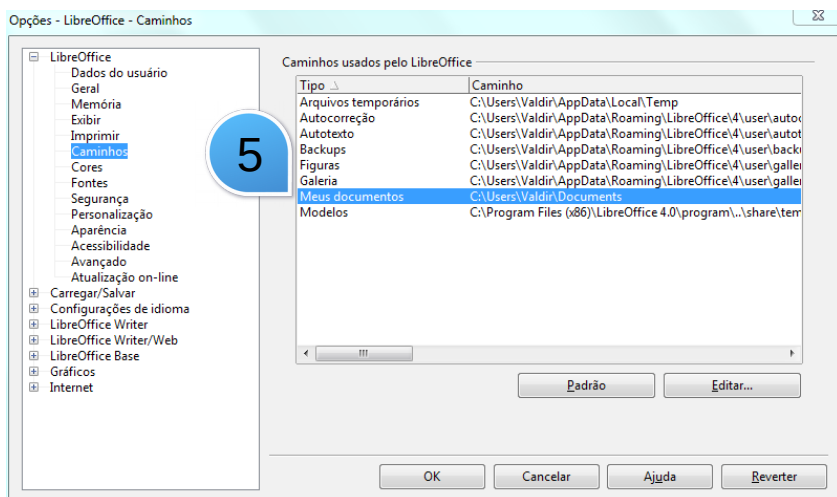 Opções - LibreOffice - Caminhos
LibreOffice
Dados do usuário
Geral
Memória
Exibir
Imprimir
Caminhos
Cores
Fontes
Segurança
Personalização
Aparência
Acessibilidade
Avançado
Atualização on-line
Carregar/Salvar
Configurações de idioma
LibreOffice Writer
LibreOffice Writer/Web
LibreOffice Base
Gráficos
Internet
5
Caminhos usados pelo LibreOffice
Tipo Caminho
Arquivos temporários C:\Users\Valdir\AppData\Local\Temp
Autocorreção C:\Users\Valdir\AppData\Roaming\LibreOffice\4\user\autoc
Autotexto C:\Users\Valdir\AppData\Roaming\LibreOffice\4\user\autot
Backups C:\Users\Valdir\AppData\Roaming\LibreOffice\4\user\backu
Figuras C:\Users\Valdir\AppData\Roaming\LibreOffice\4\user\galler
Galeria C:\Users\Valdir\AppData\Roaming\LibreOffice\4\user\galler
Meus documentos C:\Users\Valdir\Documents
Modelos C:\Program Files (x86)\LibreOffice 4.0\program\..\share\tem
Padrão Editar...
OK Cancelar Ajuda Reverter